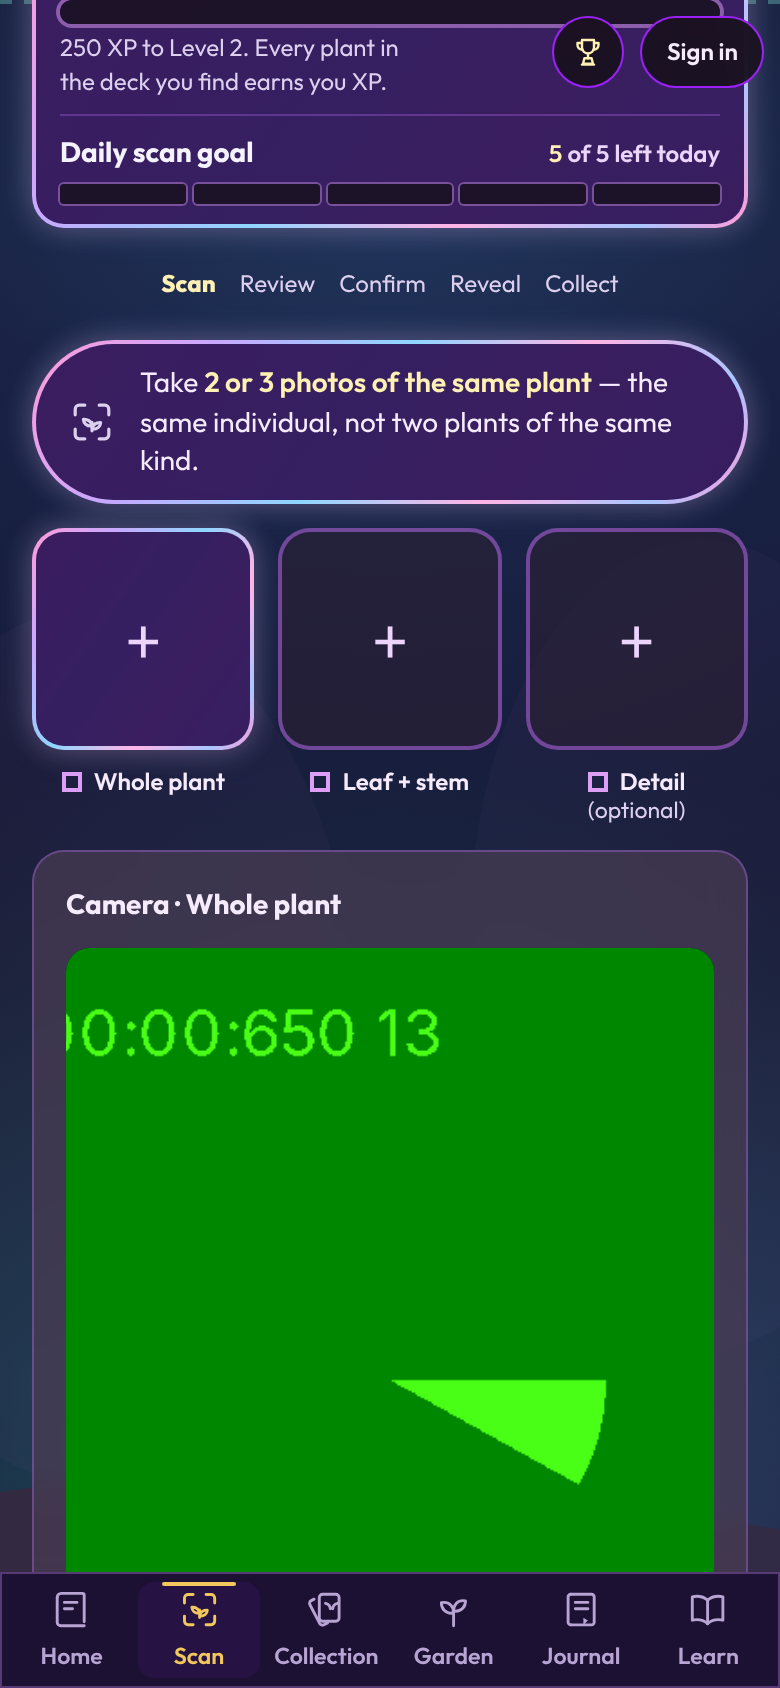 250 XP to Level 2. Every plant in
the deck you find earns you XP.
Sign in
Daily scan goal
5 of 5 left today
Scan
Review
Confirm
Reveal
Collect
Take 2 or 3 photos of the same plant — the
same individual, not two plants of the same
kind.
Whole plant
Leaf + stem
Detail
(optional)
Camera · Whole plant
0:00:650 13
Home
Scan
Collection
Garden
Journal
Learn